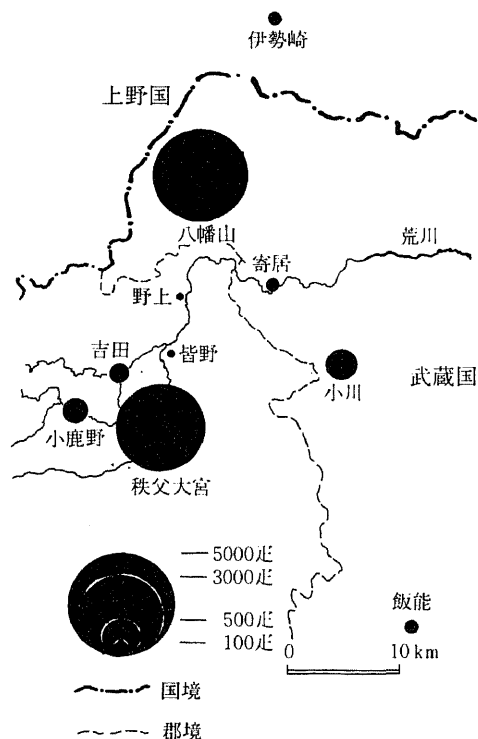 伊勢崎
上野国
八幡山
荒川
寄居
野上
吉田
皆野
小川
武蔵国
小鹿野
秩父大宮
5000疋
3000疋
500疋
100疋
飯能
0 10km
国境
郡境